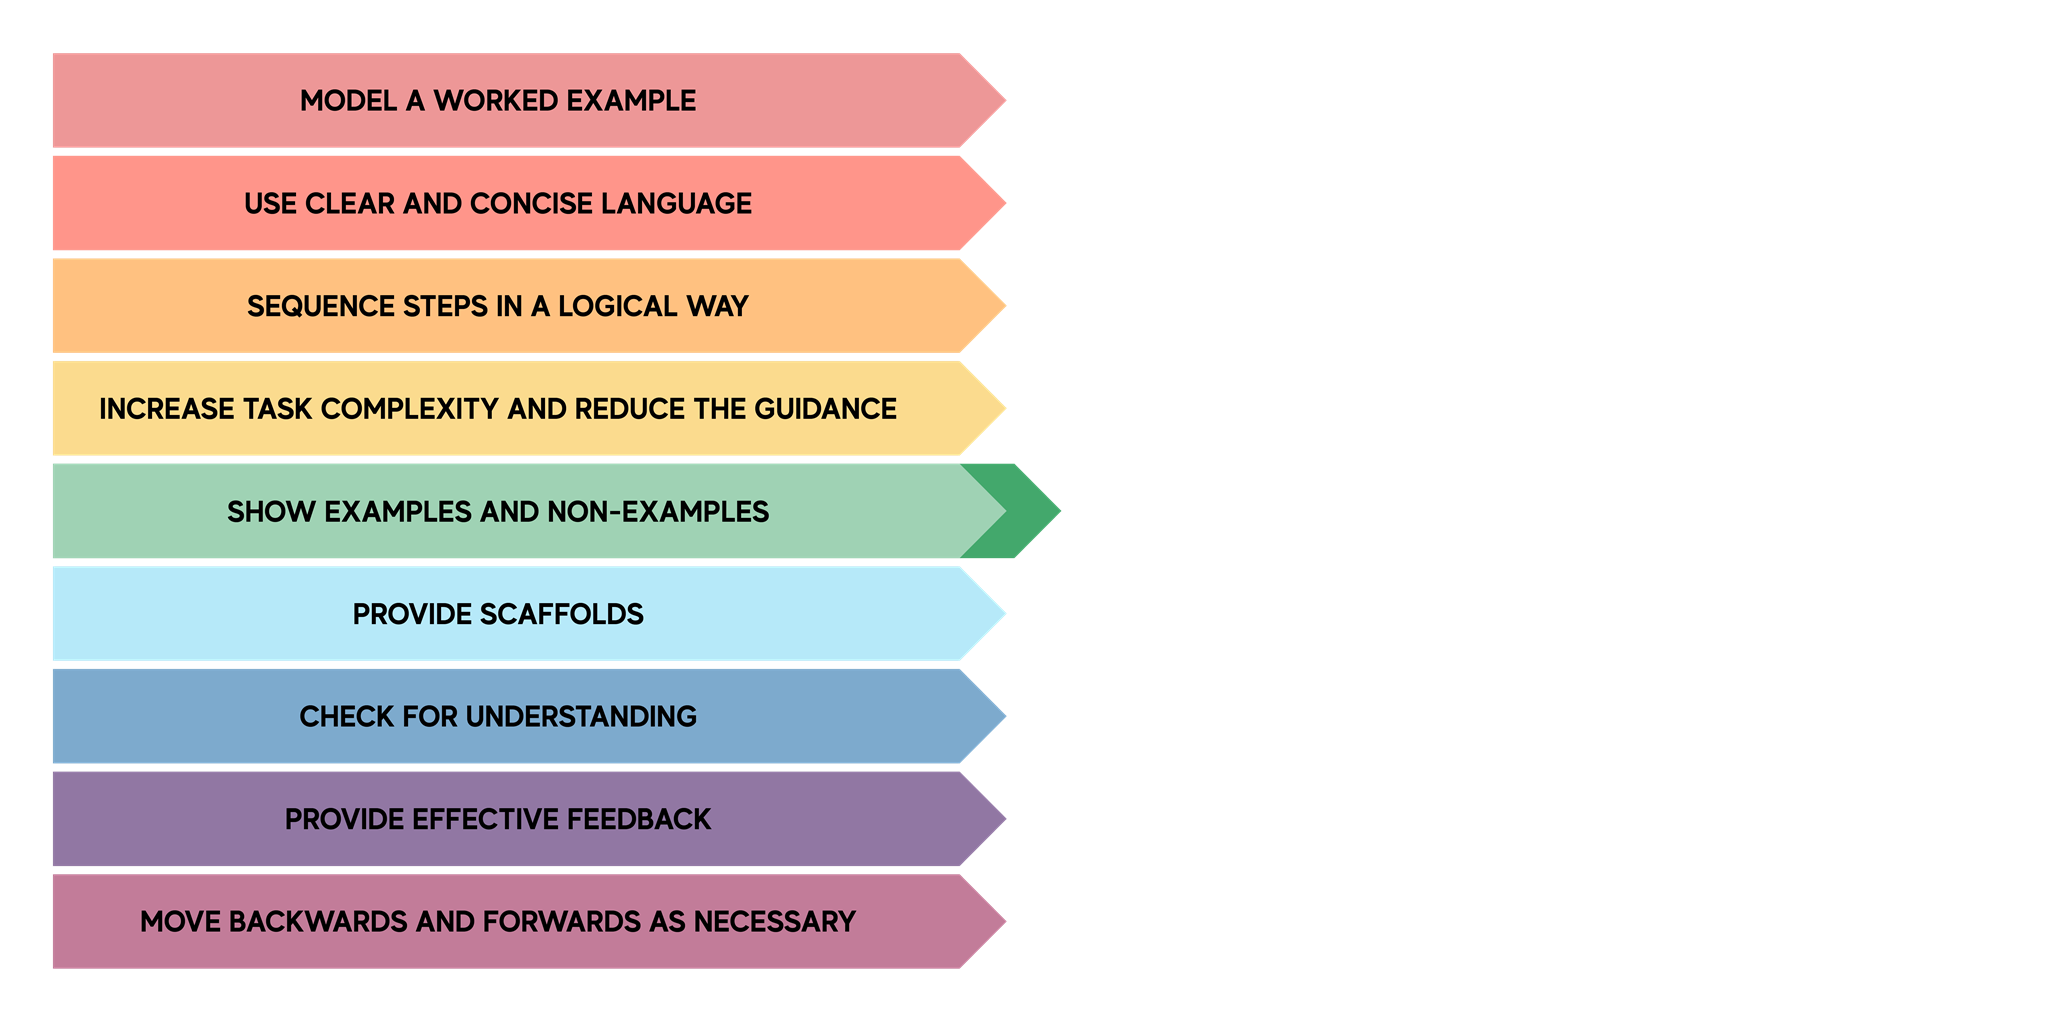 MODEL A WORKED EXAMPLE
USE CLEAR AND CONCISE LANGUAGE
SEQUENCE STEPS IN A LOGICAL WAY
INCREASE TASK COMPLEXITY AND REDUCE THE GUIDANCE
SHOW EXAMPLES AND NON-EXAMPLES
PROVIDE SCAFFOLDS
CHECK FOR UNDERSTANDING
PROVIDE EFFECTIVE FEEDBACK
MOVE BACKWARDS AND FORWARDS AS NECESSARY